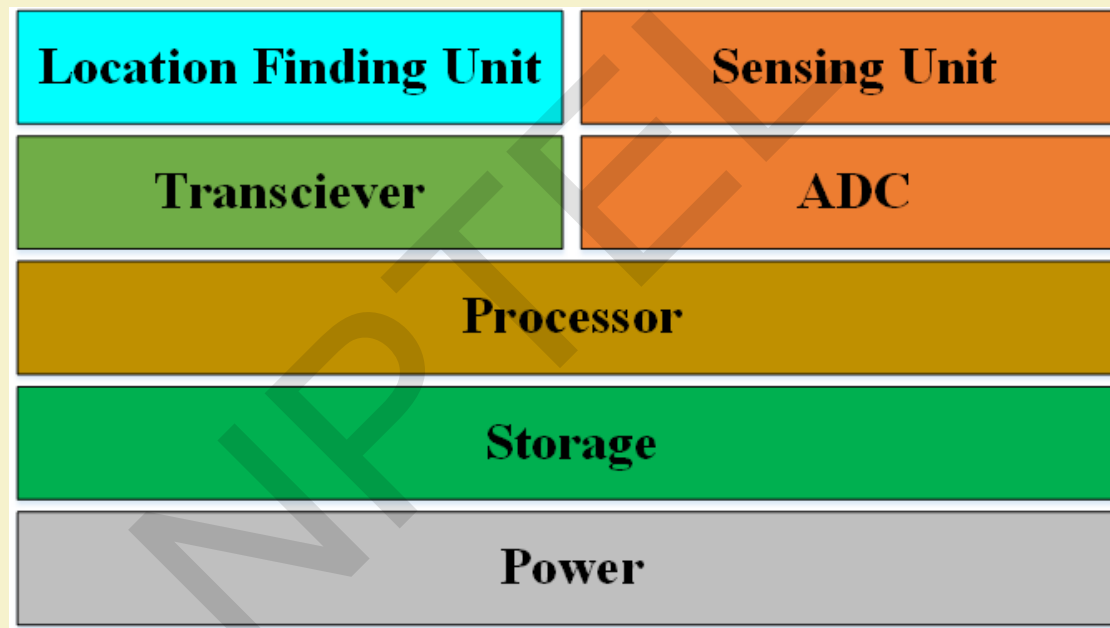 Location Finding Unit
Sensing Unit
Transciever
ADC
Processor
Storage
Power
NPTEL